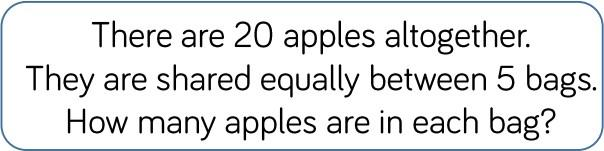 There are 20 apples altogether.
They are shared equally between 5 bags.
How many apples are in each bag?